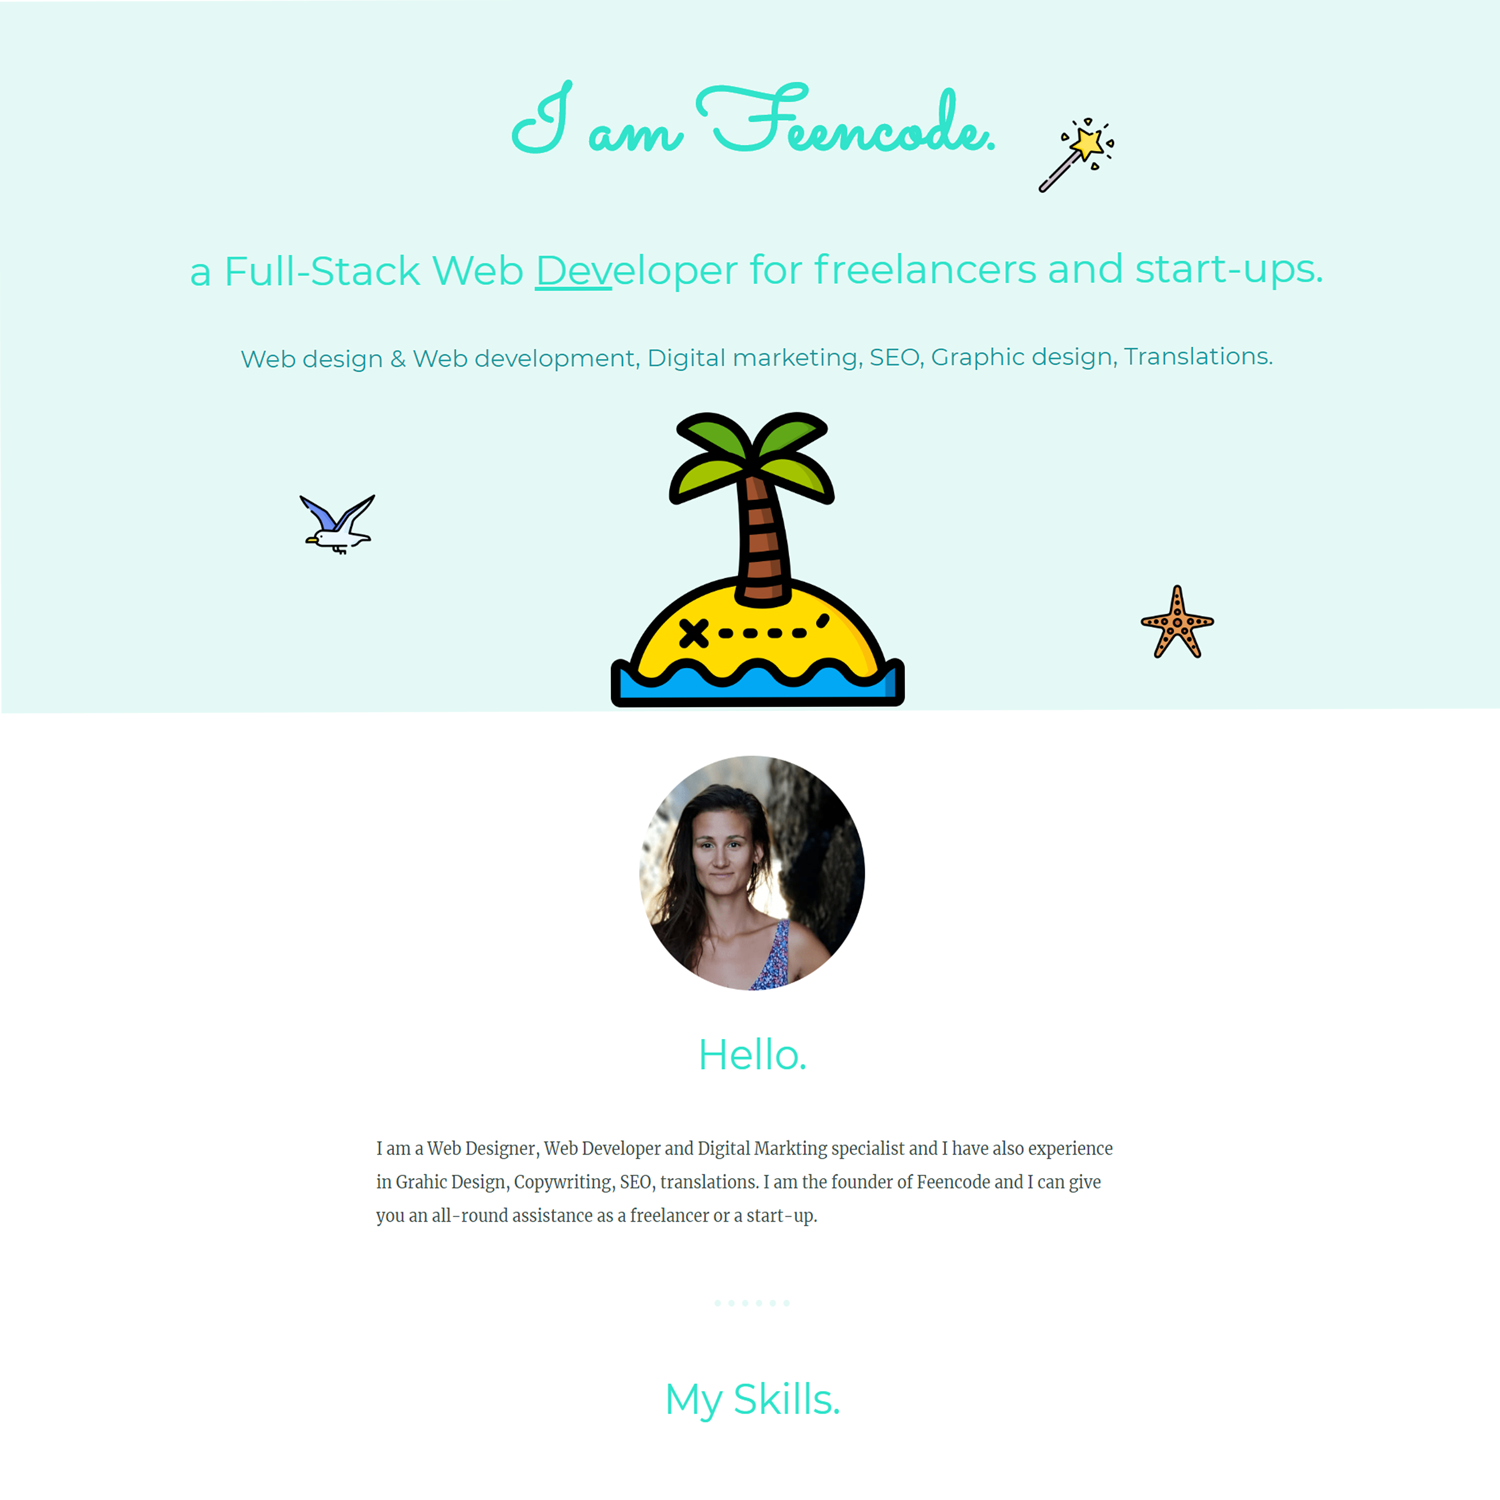 I am Feencode.
a Full-Stack Web Developer for freelancers and start-ups.
Web design & Web development, Digital marketing, SEO, Graphic design, Translations.
Hello.
I am a Web Designer, Web Developer and Digital Markting specialist and I have also experience
in Grahic Design, Copywriting, SEO, translations. I am the founder of Feencode and I can give
you an all-round assistance as a freelancer or a start-up.
My Skills.